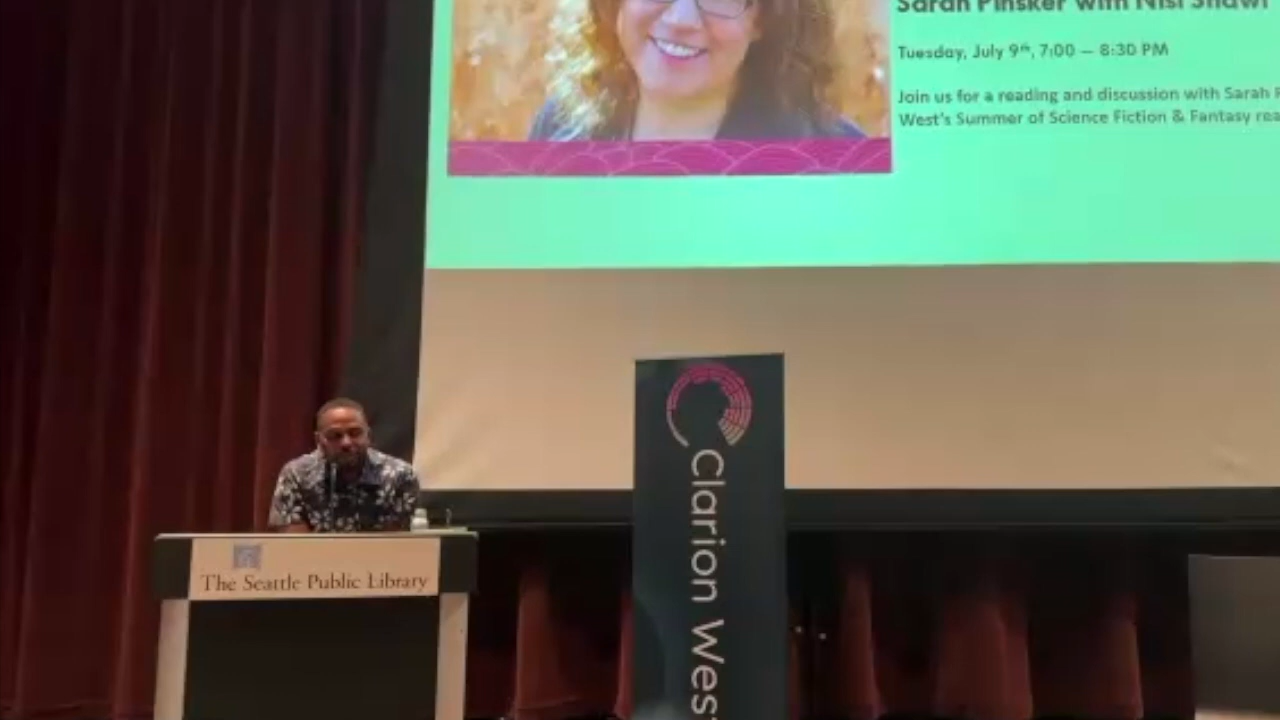 Sarah Pinsker with Nisi Shawl
Tuesday, July 9th, 7:00 — 8:30 PM
Join us for a reading and discussion with Sarah
West's Summer of Science Fiction & Fantasy
The Seattle Public Library
Clarion West